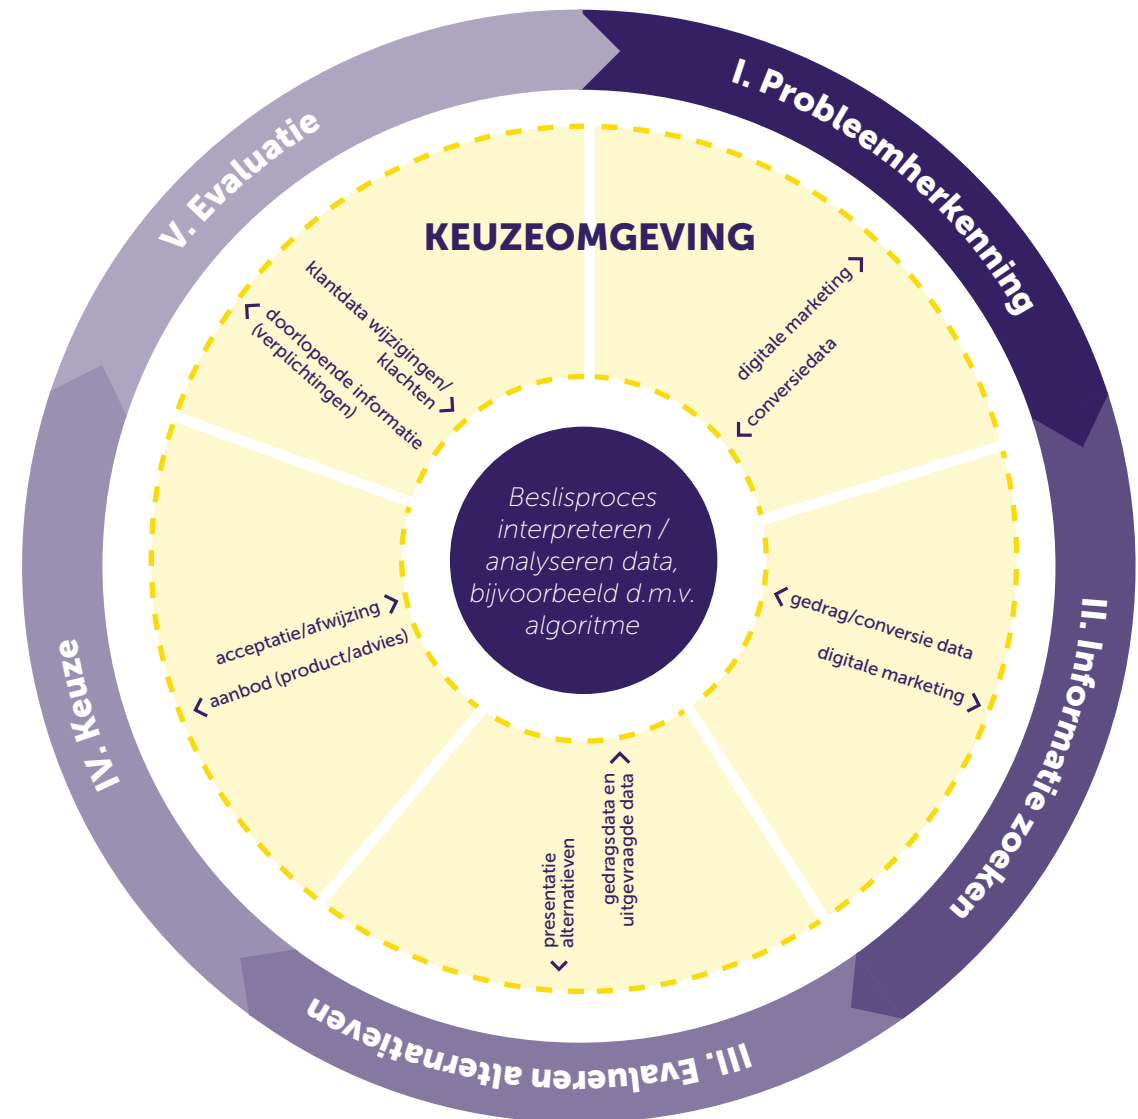 I. Probleemherkenning
II. Informatie zoeken
III. Evalueren alternatieven
IV. Keuze
V. Evaluatie
KEUZEOMGEVING
digitale marketing
conversiedata
gedrag/conversie data
digitale marketing
gedragsdata en
uitgevraagde data
presentatie
alternatieven
acceptatie/afwijzing
aanbod (product/advies)
klantdata wijzigingen/
klachten
doorlopende informatie
(verplichtingen)
Beslisproces
interpreteren /
analyseren data,
bijvoorbeeld d.m.v.
algoritme